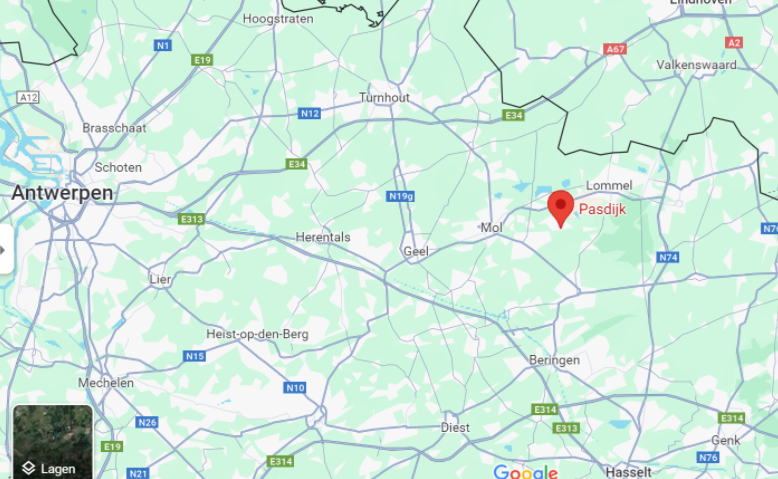 Eindhoven
Hoogstraten
N1
A67
A2
E19
Valkenswaard
A12
Turnhout
N12
E34
Brasschaat
E34
Schoten
Lommel
Antwerpen
N19g
Pasdijk
E313
Mol
Herentals
Geel
N74
Lier
Heist-op-den-Berg
N15
Beringen
Mechelen
N10
E314
N26
Diest
E313
E314
Genk
E19
N76
E314
Lagen
N21
Google
Hasselt